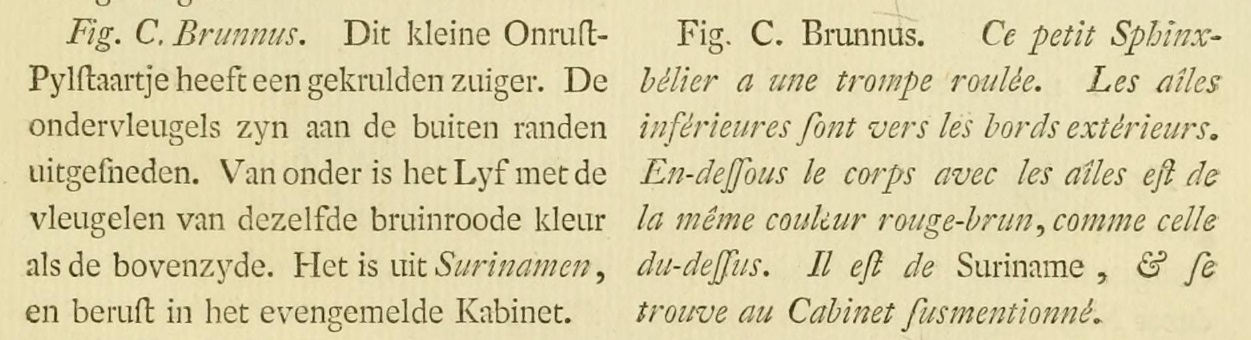 Fig. C. Brunnus. Dit kleine Onruſt-
Pylſtaartje heeft een gekrulden zuiger. De
ondervleugels zyn aan de buiten randen
uitgeſneden. Van onder is het Lyf met de
vleugelen van dezelfde bruinroode kleur
als de bovenzyde. Het is uit Surinamen,
en beruſt in het evengemelde Kabinet.
Fig. C. Brunnus. Ce petit Sphinx-
bélier a une trompe roulée. Les aîles
inférieures ſont vers les bords extérieurs.
En-deſſous le corps avec les aîles eſt de
la même couleur rouge-brun, comme celle
du-deſſus. Il eſt de Suriname, & ſe
trouve au Cabinet ſusmentionné.